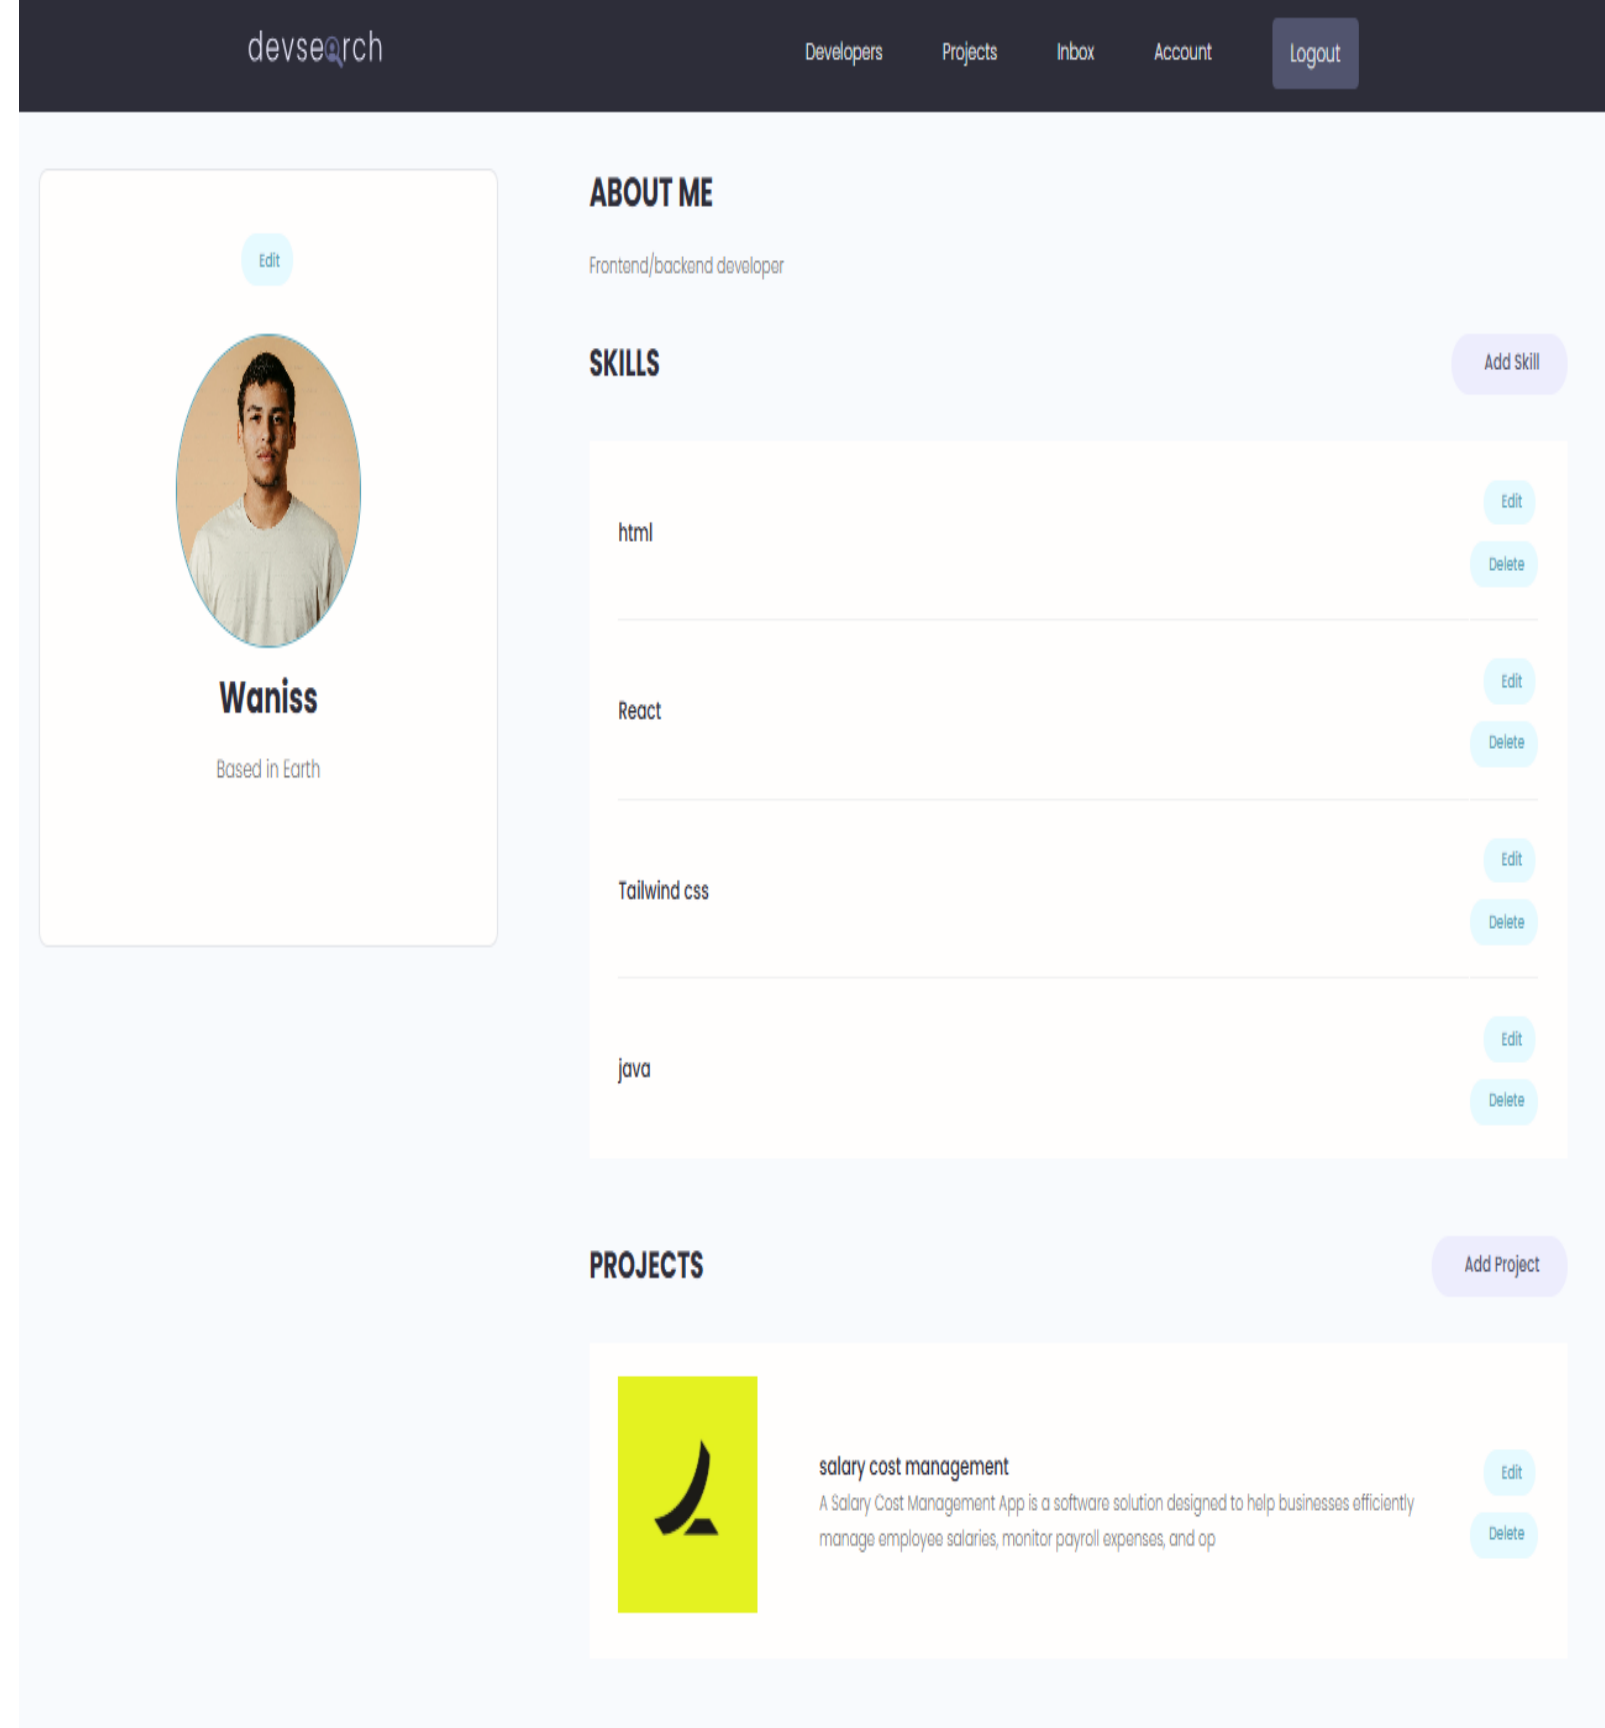 devsearch
Developers
Projects
Inbox
Account
Logout
Edit
Waniss
Based in Earth
ABOUT ME
Frontend/backend developer
SKILLS
Add Skill
html
Edit
Delete
React
Edit
Delete
Tailwind css
Edit
Delete
java
Edit
Delete
PROJECTS
Add Project
salary cost management
A Salary Cost Management App is a software solution designed to help businesses efficiently
manage employee salaries, monitor payroll expenses, and op
Edit
Delete